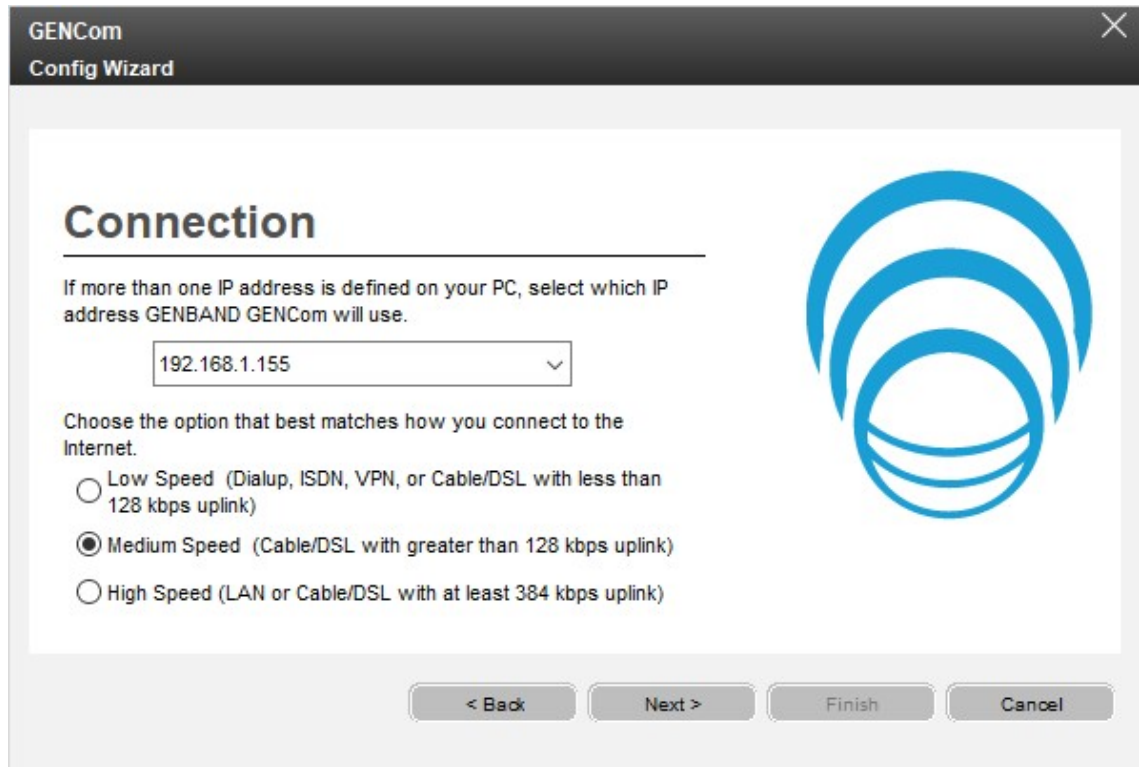 GENCom
Config Wizard
Connection
If more than one IP address is defined on your PC, select which IP
address GENBAND GENCom will use.
192.168.1.155
Choose the option that best matches how you connect to the
Internet.
Low Speed  (Dialup, ISDN, VPN, or Cable/DSL with less than
128 kbps uplink)
Medium Speed  (Cable/DSL with greater than 128 kbps uplink)
High Speed (LAN or Cable/DSL with at least 384 kbps uplink)
< Back
Next >
Finish
Cancel